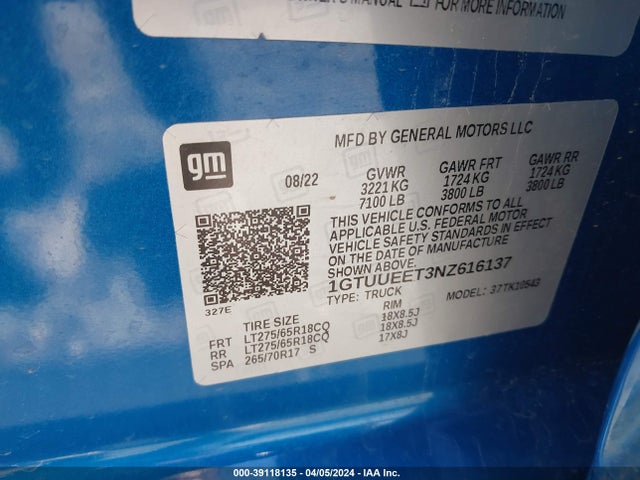 MANUAL FOR MORE INFORMATION
gm
MFD BY GENERAL MOTORS LLC
08/22
GVWR
3221 KG
7100 LB
GAWR FRT
1724 KG
3800 LB
GAWR RR
1724 KG
3800 LB
THIS VEHICLE CONFORMS TO ALL
APPLICABLE U.S. FEDERAL MOTOR
VEHICLE SAFETY STANDARDS IN EFFECT
ON THE DATE OF MANUFACTURE
SHOWN ABOVE
1GTUUEET3NZ616137
TYPE: TRUCK
MODEL: 37TK10543
327E
TIRE SIZE RIM
FRT LT275/65R18CQ 18X8.5J
RR LT275/65R18CQ 18X8.5J
SPA 265/70R17 S 17X8J
000-39118135 - 04/05/2024 - IAA Inc.